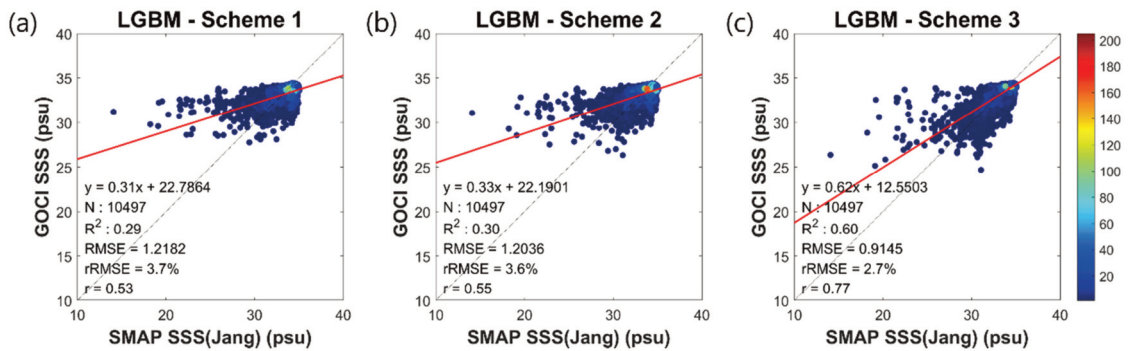 (a) LGBM - Scheme 1
40
35
30
25
20
15
10
GOCI SSS (psu)
y = 0.31x + 22.7864
N : 10497
R² : 0.29
RMSE = 1.2182
rRMSE = 3.7%
r = 0.53
10 20 30 40
SMAP SSS(Jang) (psu)
(b) LGBM - Scheme 2
40
35
30
25
20
15
10
GOCI SSS (psu)
y = 0.33x + 22.1901
N : 10497
R² : 0.30
RMSE = 1.2036
rRMSE = 3.6%
r = 0.55
10 20 30 40
SMAP SSS(Jang) (psu)
(c) LGBM - Scheme 3
40
35
30
25
20
15
10
GOCI SSS (psu)
y = 0.62x + 12.5503
N : 10497
R² : 0.60
RMSE = 0.9145
rRMSE = 2.7%
r = 0.77
10 20 30 40
SMAP SSS(Jang) (psu)
200
180
160
140
120
100
80
60
40
20